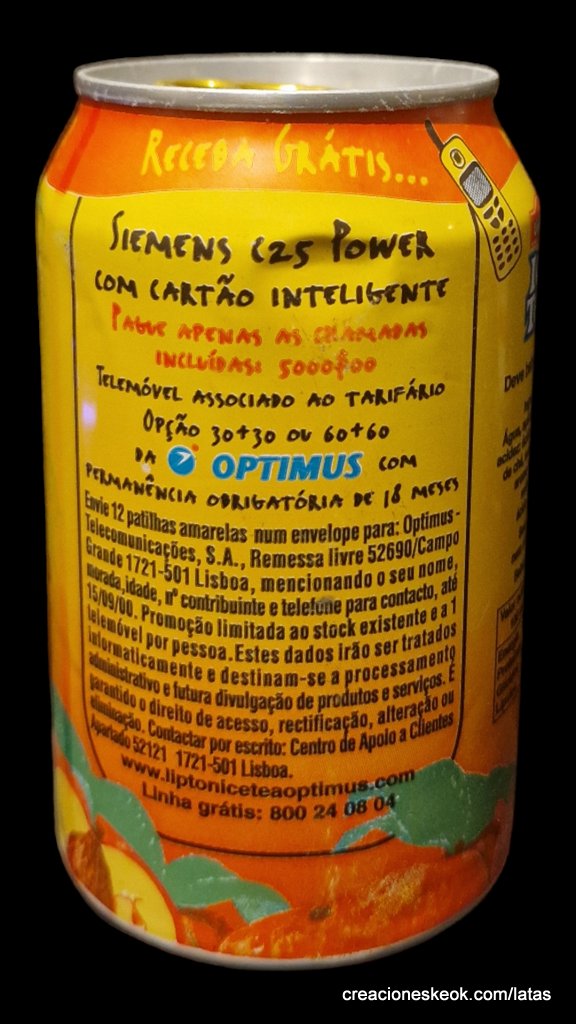 Receba Grátis...
Siemens C25 Power
com cartão inteligente
Pague apenas as chamadas
incluídas: 5000$00
Telemóvel associado ao tarifário
Opção 30+30 ou 60+60
da OPTIMUS com
permanência obrigatória de 18 meses
Envie 12 patilhas amarelas num envelope para: Optimus -
Telecomunicações, S.A., Remessa livre 52690/Campo
Grande 1721-501 Lisboa, mencionando o seu nome,
morada,idade, nº contribuinte e telefone para contacto, até
15/09/00. Promoção limitada ao stock existente e a 1
telemóvel por pessoa.Estes dados irão ser tratados
informaticamente e destinam-se a processamento
administrativo e futura divulgação de produtos e serviços. É
garantido o direito de acesso, rectificação, alteração ou
eliminação. Contactar por escrito: Centro de Apoio a Clientes
Apartado 52121 1721-501 Lisboa.
www.liptoniceteaoptimus.com
Linha grátis: 800 24 08 04
Deve
Água,
creacioneskeok.com/latas